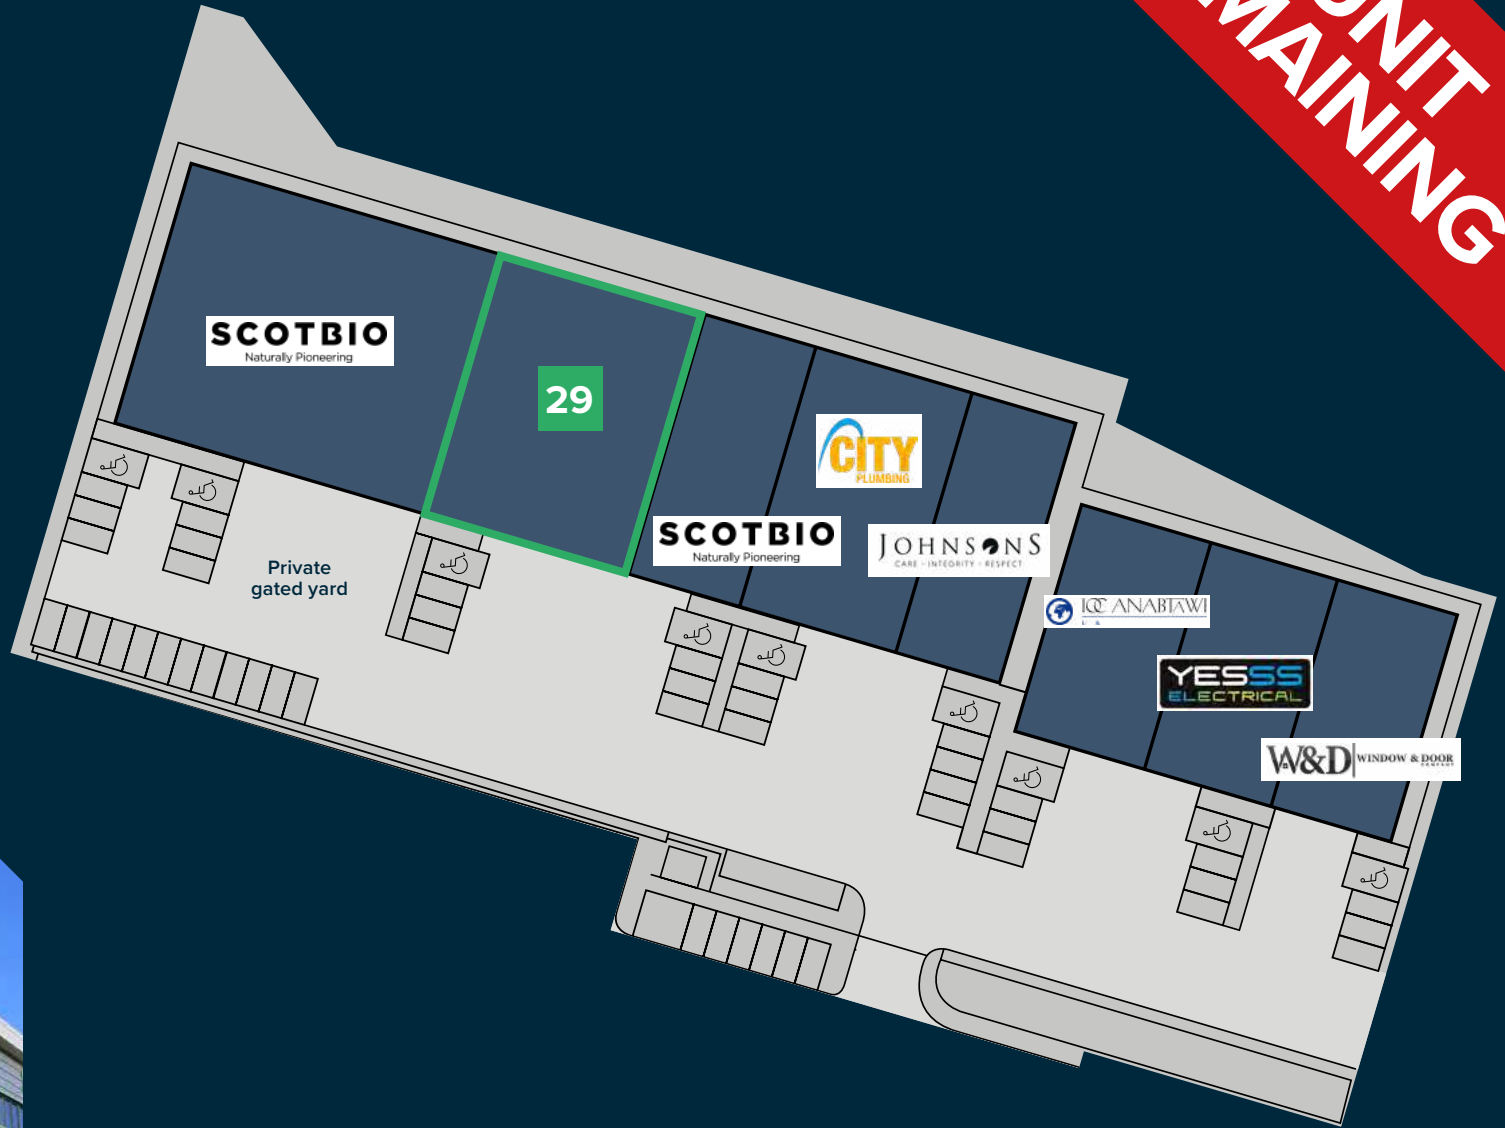 UNIT
MAINING
SCOTBIO
Naturally Pioneering
29
CITY
PLUMBING
SCOTBIO
Naturally Pioneering
JOHNSONS
CARE - INTEGRITY - RESPECT
Private
gated yard
ANABTAWI
YESSS
ELECTRICAL
W&D WINDOW & DOOR
COMPANY